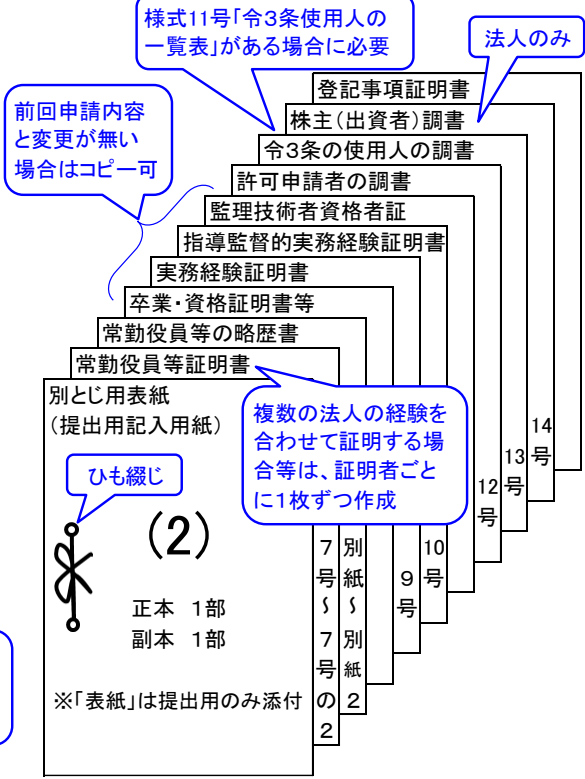 様式11号「令3条使用人の
一覧表」がある場合に必要
法人のみ
前回申請内容
と変更が無い
場合はコピー可
登記事項証明書
株主（出資者）調書
令3条の使用人の調書
許可申請者の調書
監理技術者資格者証
指導監督的実務経験証明書
実務経験証明書
卒業・資格証明書等
常勤役員等の略歴書
常勤役員等証明書
別とじ用表紙
（提出用記入用紙）
複数の法人の経験を
合わせて証明する場
合等は、証明者ごと
に1枚ずつ作成
ひも綴じ
（2）
正本　1部
副本　1部
※「表紙」は提出用のみ添付
7号～7号の2
別紙～別紙2
9号
10号
12号
13号
14号